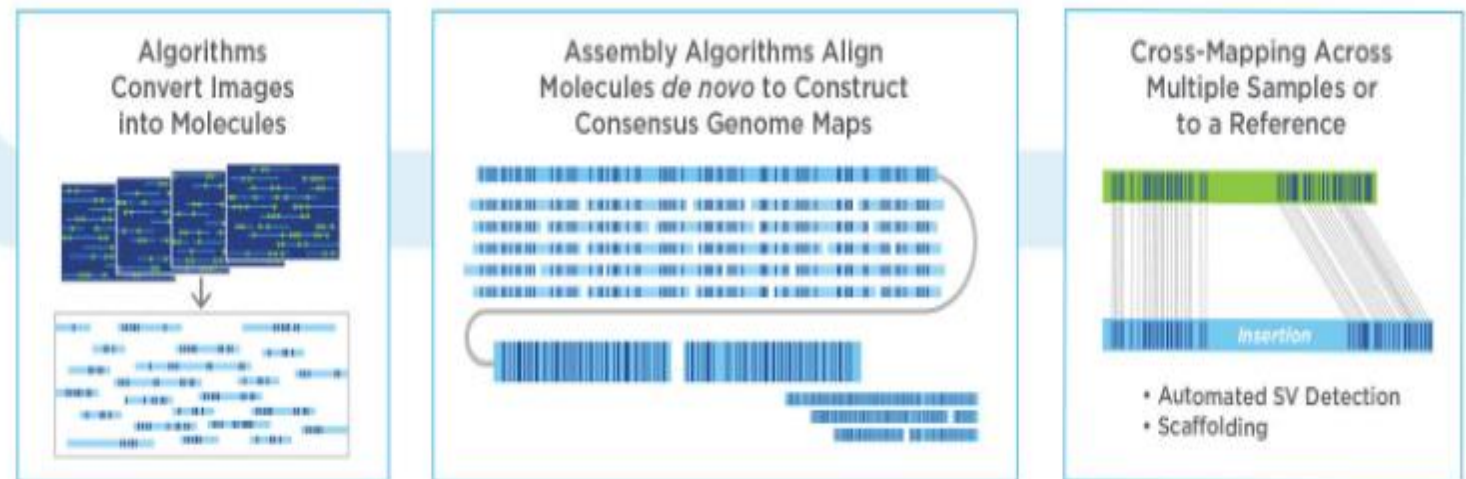 Algorithms
Convert Images
into Molecules
Assembly Algorithms Align
Molecules de novo to Construct
Consensus Genome Maps
Cross-Mapping Across
Multiple Samples or
to a Reference
Insertion
• Automated SV Detection
• Scaffolding